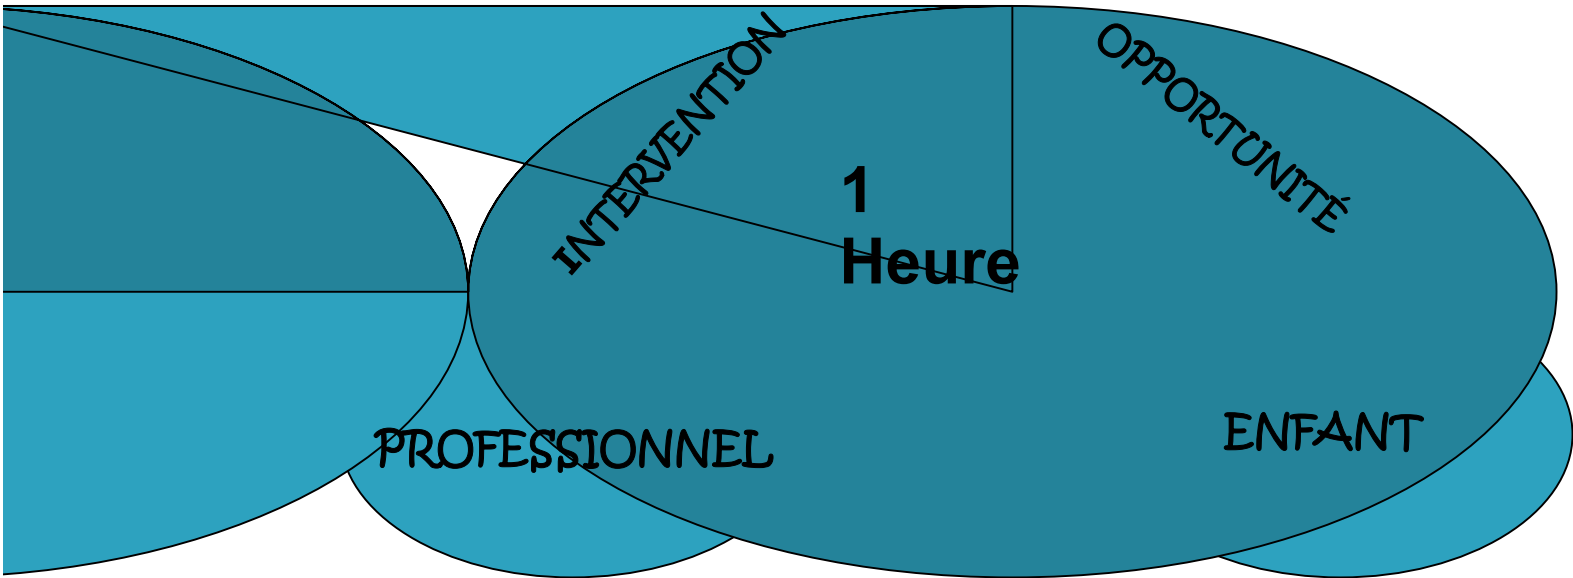 INTERVENTION
OPPORTUNITÉ
1
Heure
PROFESSIONNEL
ENFANT